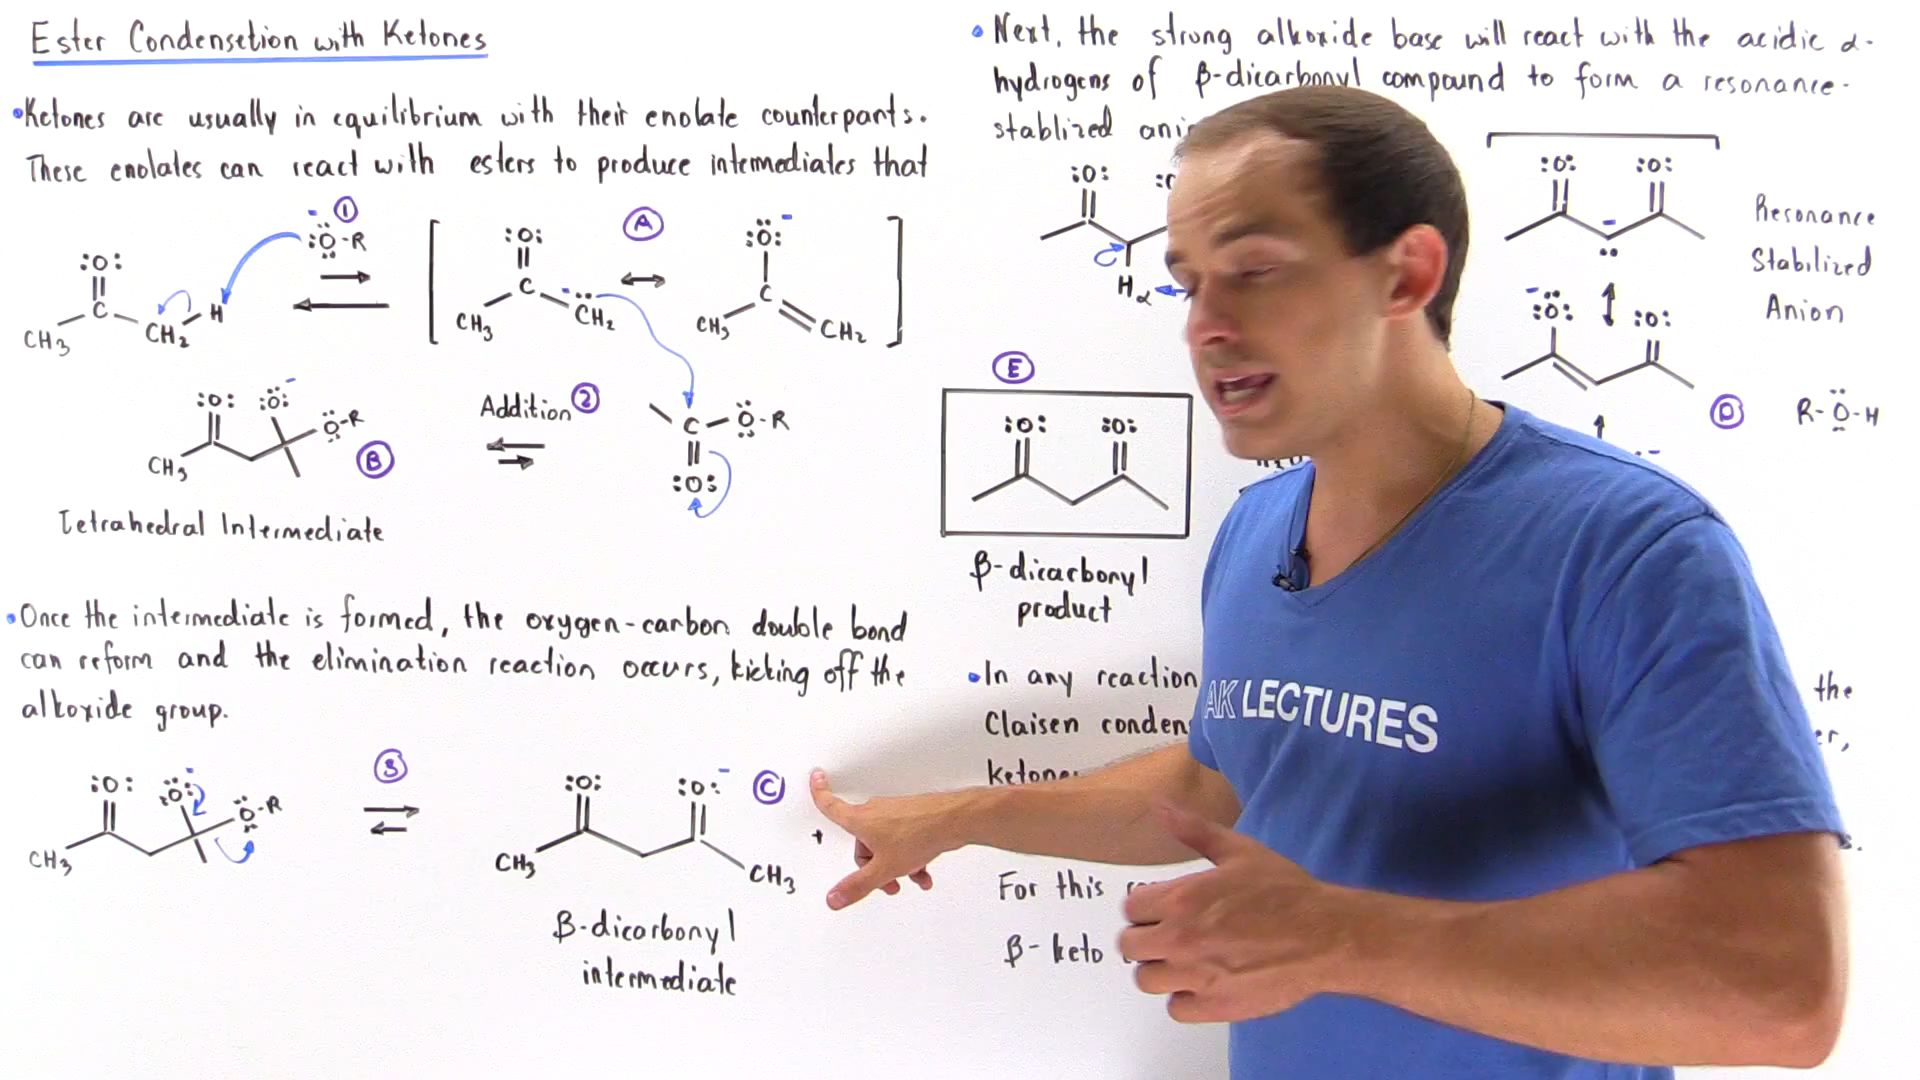 Ester Condensetion with Ketones
•Ketones are usually in equilibrium with their enolate counterparts.
These enolates can react with esters to produce intermediates that
1
:O-R
:O:
C
CH3
CH2
H
A
:O:
C
CH3
CH2
:O:
C
CH3
CH2
:O:
:O:
O-R
CH3
B
Addition 2
C
O-R
:O:
Tetrahedral Intermediate
•Once the intermediate is formed, the oxygen-carbon double bond
can reform and the elimination reaction occurs, kicking off the
alkoxide group.
:O:
:O:
O-R
CH3
3
:O:
:O:
C
CH3
CH3
+
β-dicarbonyl
intermediate
•Next, the strong alkoxide base will react with the acidic α-
hydrogens of β-dicarbonyl compound to form a resonance-
stablized
:O:
Hα
:O:
:O:
Resonance
Stabilized
Anion
:O:
:O:
D
R-O-H
E
:O:
:O:
β-dicarbonyl
product
•In any reaction
the
Claisen
For this
β-keto
AK LECTURES